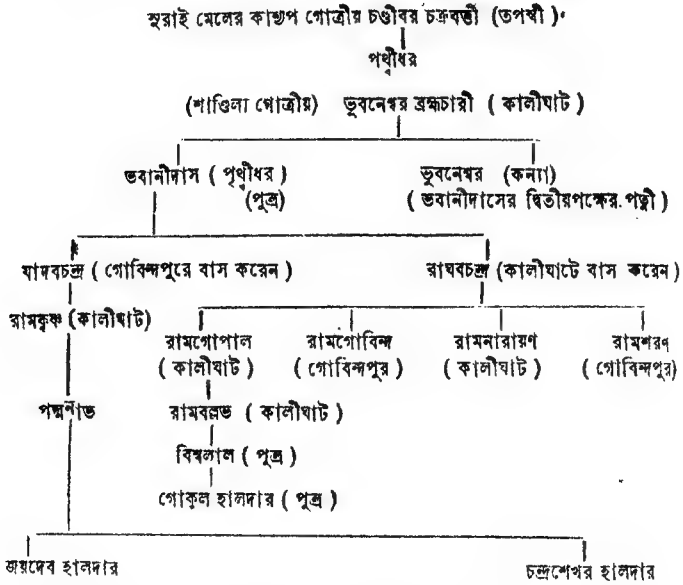 সুরাই মেলের কাশ্যপ গোত্রীয় চণ্ডীবর চক্রবর্ত্তী (তপস্বী)
পৃথ্বীধর
(শাণ্ডিল্য গোত্রীয়) ভুবনেশ্বর ব্রহ্মচারী (কালীঘাট)
ভবানীদাস (পৃথ্বীধর) ভুবনেশ্বর (কন্যা)
(পুত্র) (ভবানীদাসের দ্বিতীয়পক্ষের পত্নী)
যাদবচন্দ্র (গোবিন্দপুরে বাস করেন) রাঘবচন্দ্র (কালীঘাটে বাস করেন)
রামকৃষ্ণ (কালীঘাট)
রামগোপাল রামগোবিন্দ রামনারায়ণ রামশরণ
(কালীঘাট) (গোবিন্দপুর) (কালীঘাট) (গোবিন্দপুর)
পদ্মনাভ রামবল্লভ (কালীঘাট)
বিশ্বলাল (পুত্র)
গোকুল হালদার (পুত্র)
জয়দেব হালদার চন্দ্রশেখর হালদার